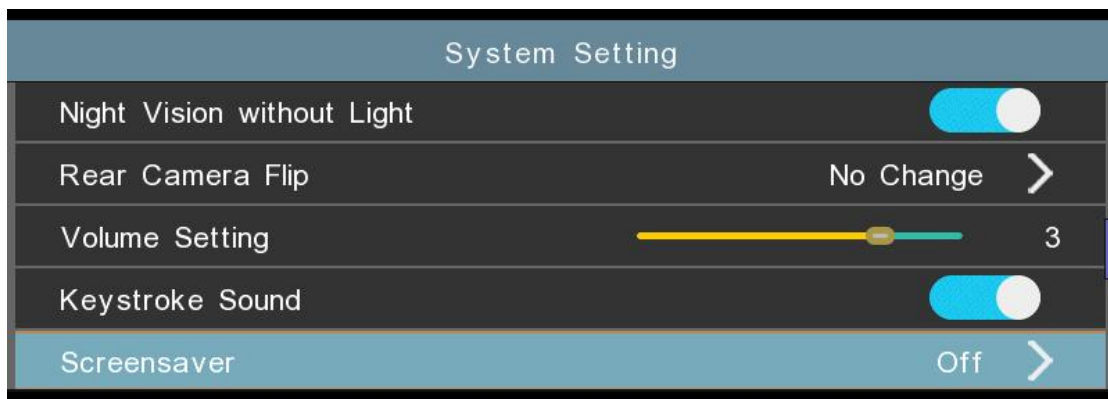 System Setting
Night Vision without Light
Rear Camera Flip No Change
Volume Setting 3
Keystroke Sound
Screensaver Off